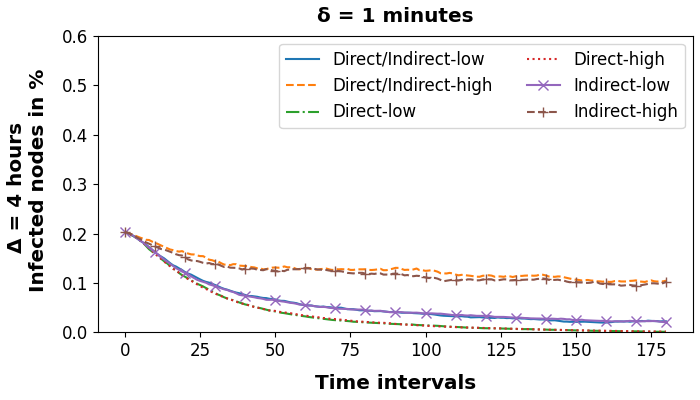 δ = 1 minutes
Δ = 4 hours
Infected nodes in %
0.6
0.5
0.4
0.3
0.2
0.1
0.0
Direct/Indirect-low
Direct/Indirect-high
Direct-low
Direct-high
Indirect-low
Indirect-high
0 25 50 75 100 125 150 175
Time intervals